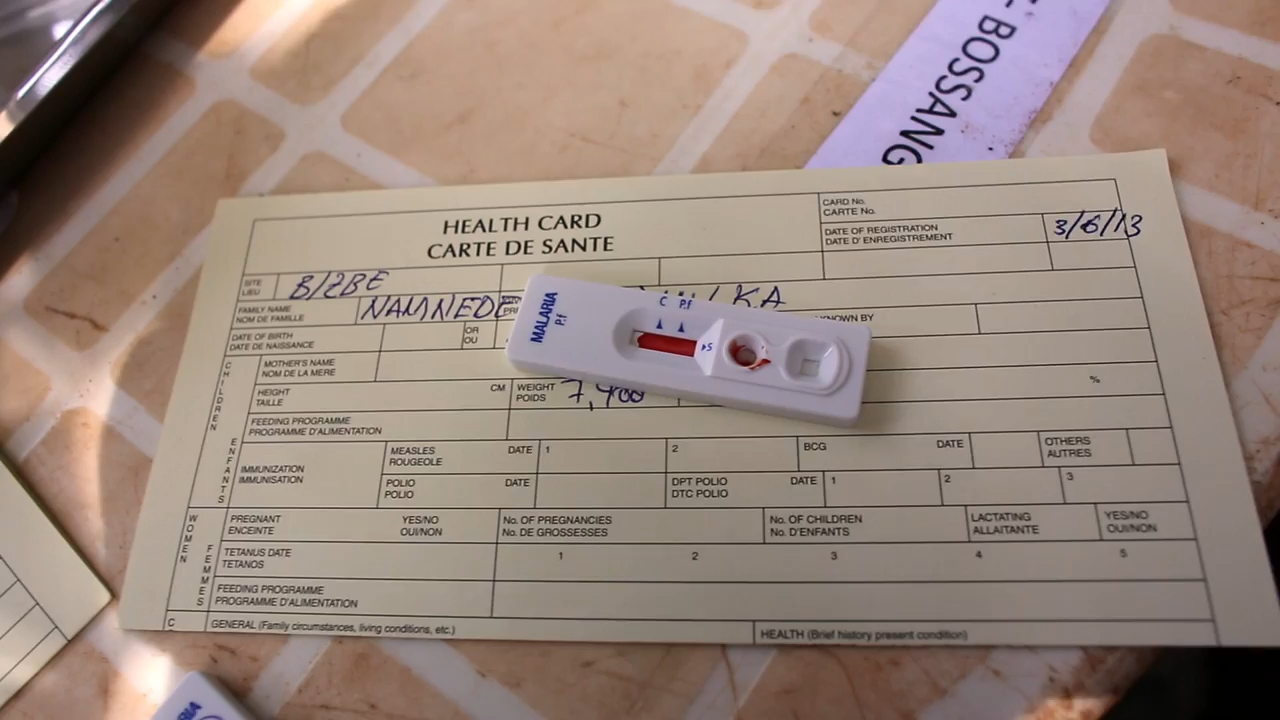 - BOSSANG
HEALTH CARD
CARTE DE SANTE
CARD No.
CARTE No.
DATE OF REGISTRATION
D'ENREGISTREMENT
3/6/13
SITE
LIEU
BIZBE
FAMILY NAME
NOM DE FAMILLE
KNOWN BY
DATE OF BIRTH
DATE DE NAISSANCE
OR
OU
MALARIA
P.f
C P.f
S
CHILDREN
ENFANTS
MOTHER'S NAME
NOM DE LA MERE
HEIGHT
TAILLE
CM
WEIGHT
POIDS
7,400
%
FEEDING PROGRAMME
PROGRAMME D'ALIMENTATION
IMMUNIZATION
IMMUNISATION
MEASLES DATE 1 2
ROUGEOLE
BCG DATE
OTHERS
AUTRES
POLIO DATE
POLIO
DPT POLIO DATE 1 2 3
DTC POLIO
WOMEN
FEMMES
PREGNANT YES/NO
ENCEINTE OUI/NON
No. OF PREGNANCIES
No. DE GROSSESSES
No. OF CHILDREN
No. D'ENFANTS
LACTATING YES/NO
ALLAITANTE OUI/NON
TETANUS DATE 1 2 3 4 5
TETANOS
FEEDING PROGRAMME
PROGRAMME D'ALIMENTATION
C
GENERAL (Family circumstances, living conditions, etc.)
HEALTH (Brief history present condition)